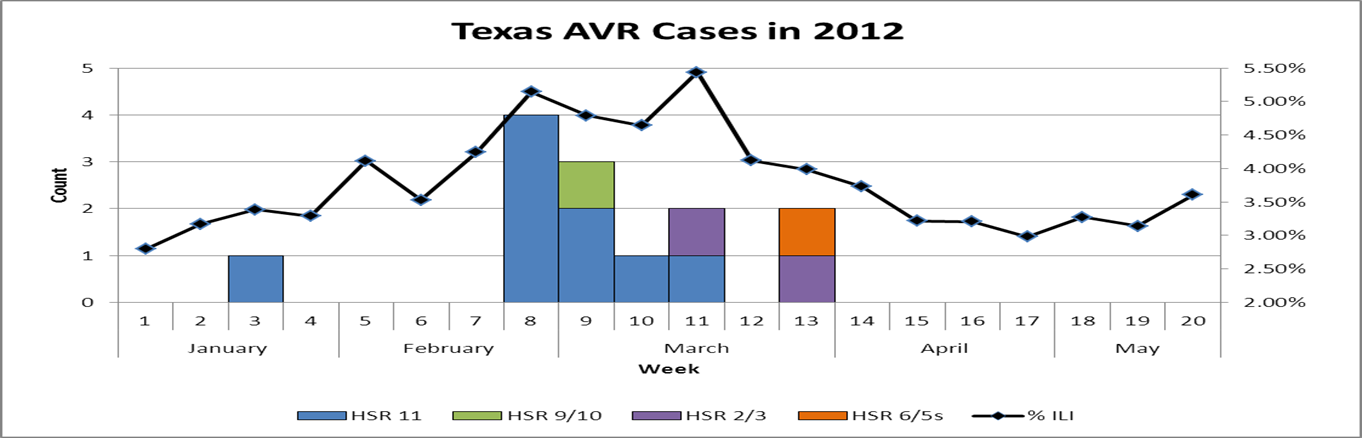 Texas AVR Cases in 2012
5 5.50%
5.00%
4 4.50%
3 4.00%
2 3.50%
3.00%
1 2.50%
0 2.00%
Count
1 2 3 4 5 6 7 8 9 10 11 12 13 14 15 16 17 18 19 20
January February March April May
Week
HSR 11 HSR 9/10 HSR 2/3 HSR 6/5s % ILI